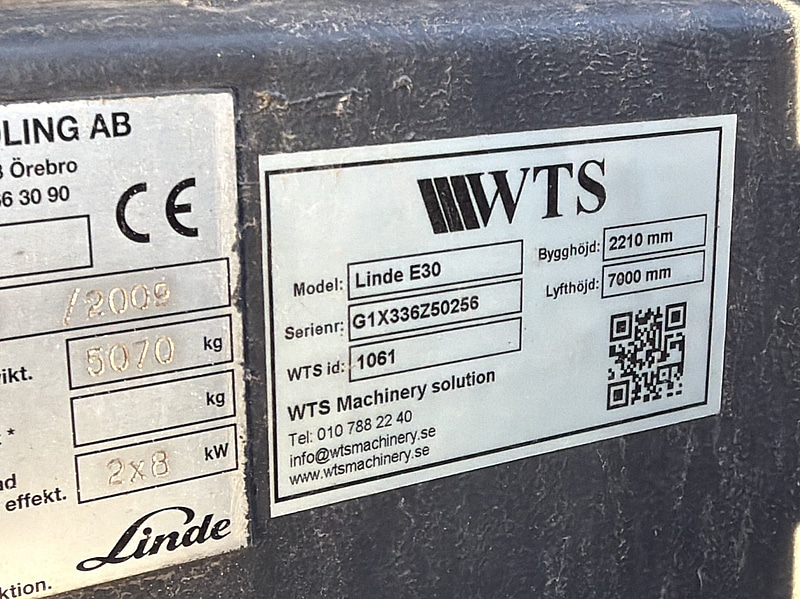 LING AB
Örebro
66 30 90
CE
/2009
ikt. 5070 kg
* kg
effekt. 2x8 kW
Linde
ktion.
WTS
Model: Linde E30
Serienr: G1X336Z50256
WTS id: 1061
Bygghöjd: 2210 mm
Lyfthöjd: 7000 mm
WTS Machinery solution
Tel: 010 788 22 40
info@wtsmachinery.se
www.wtsmachinery.se